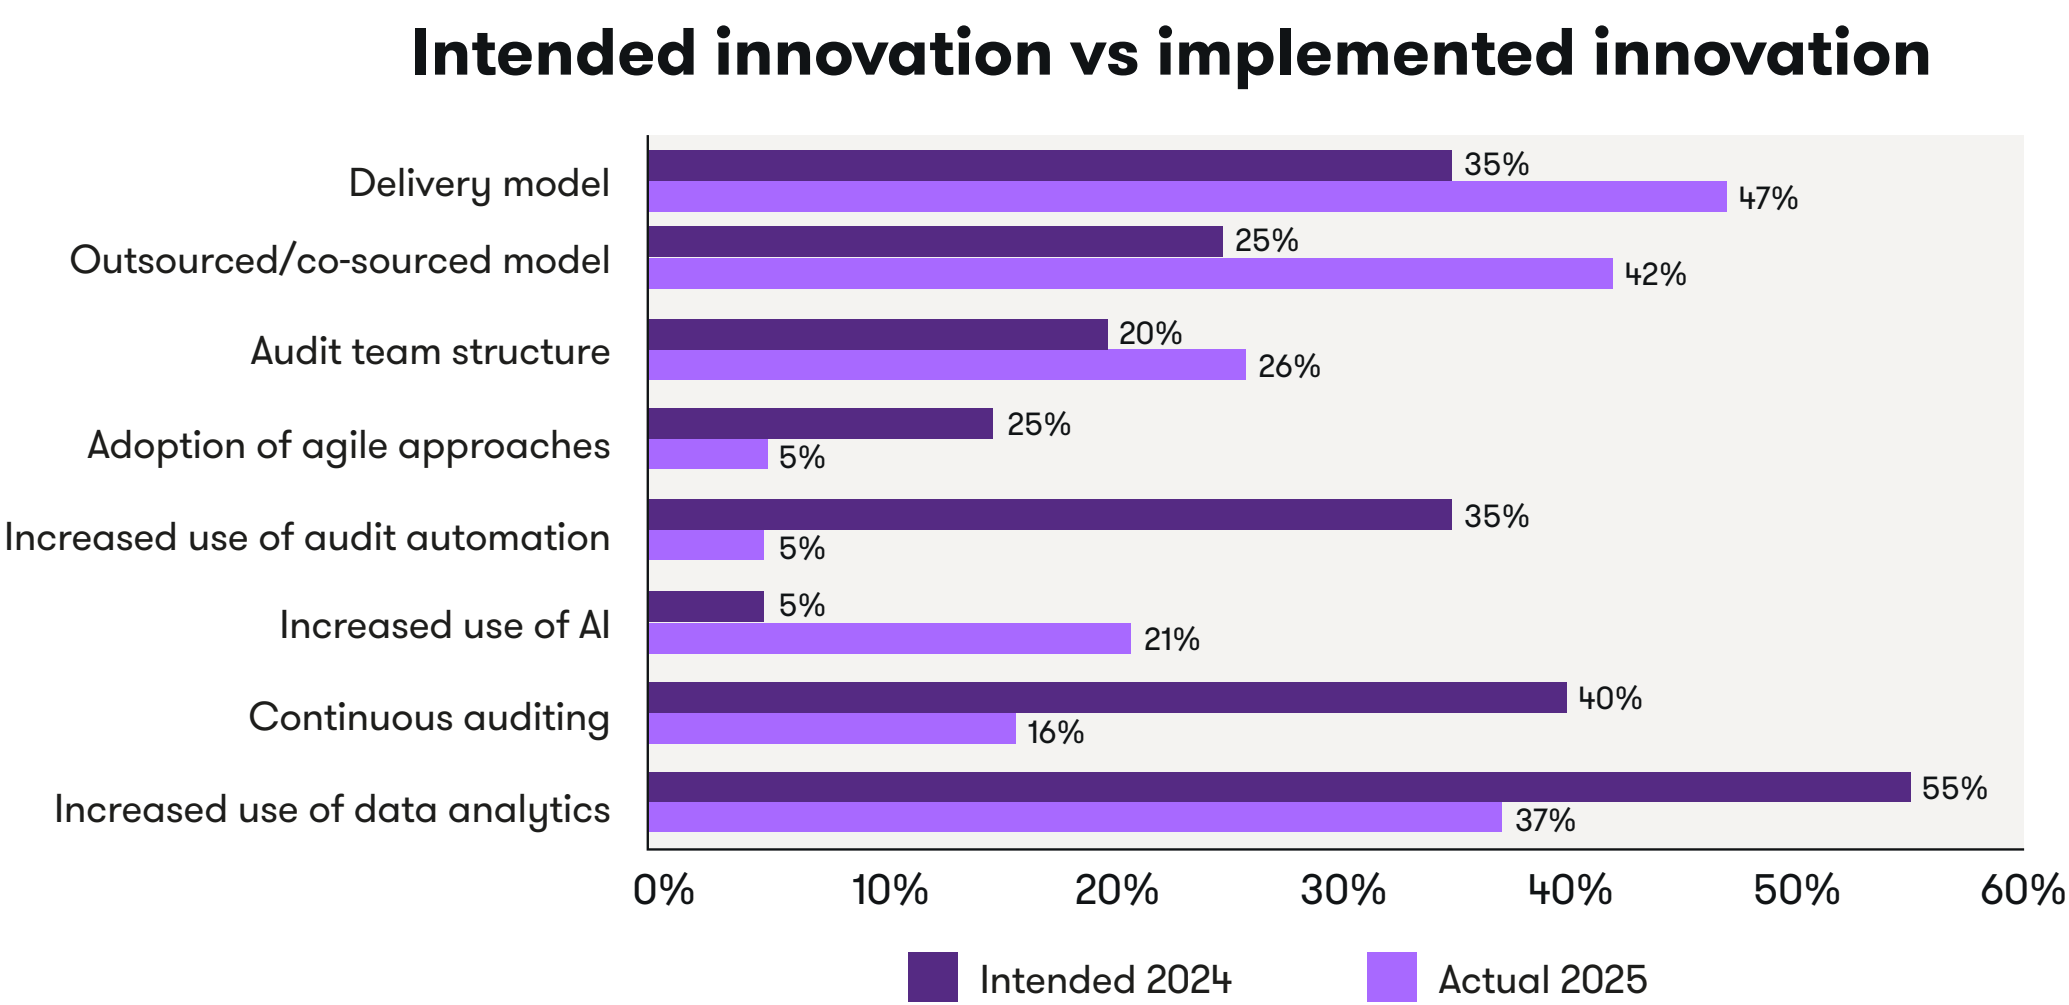 Intended innovation vs implemented innovation
Delivery model
35%
47%
Outsourced/co-sourced model
25%
42%
Audit team structure
20%
26%
Adoption of agile approaches
25%
5%
Increased use of audit automation
35%
5%
Increased use of AI
5%
21%
Continuous auditing
40%
16%
Increased use of data analytics
55%
37%
0% 10% 20% 30% 40% 50% 60%
Intended 2024 Actual 2025